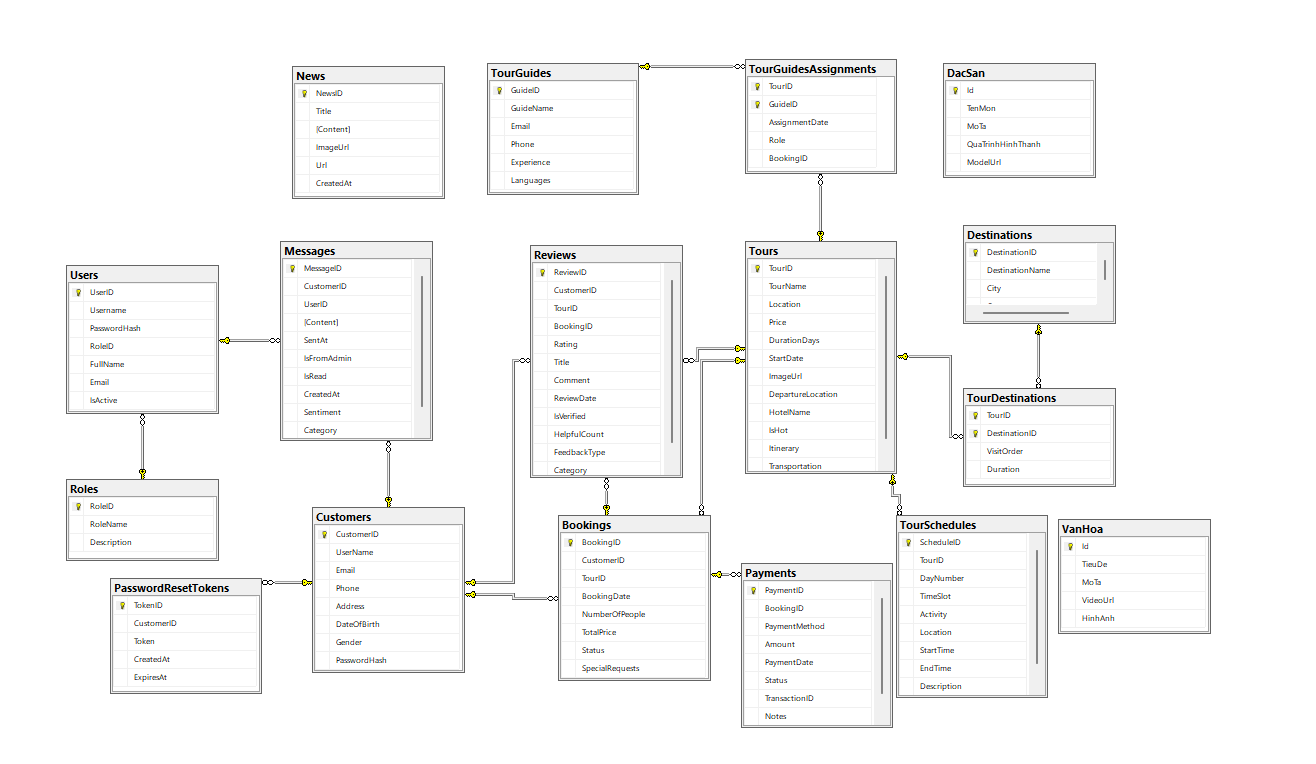 News
NewsID
Title
[Content]
ImageUrl
Url
CreatedAt
TourGuides
GuideID
GuideName
Email
Phone
Experience
Languages
TourGuidesAssignments
TourID
GuideID
AssignmentDate
Role
BookingID
DacSan
Id
TenMon
MoTa
QuaTrinhHinhThanh
ModelUrl
Users
UserID
Username
PasswordHash
RoleID
FullName
Email
IsActive
Messages
MessageID
CustomerID
UserID
[Content]
SentAt
IsFromAdmin
IsRead
CreatedAt
Sentiment
Category
Reviews
ReviewID
CustomerID
TourID
BookingID
Rating
Title
Comment
ReviewDate
IsVerified
HelpfulCount
FeedbackType
Category
Tours
TourID
TourName
Location
Price
DurationDays
StartDate
ImageUrl
DepartureLocation
HotelName
IsHot
Itinerary
Transportation
Destinations
DestinationID
DestinationName
City
TourDestinations
TourID
DestinationID
VisitOrder
Duration
Roles
RoleID
RoleName
Description
PasswordResetTokens
TokenID
CustomerID
Token
CreatedAt
ExpiresAt
Customers
CustomerID
UserName
Email
Phone
Address
DateOfBirth
Gender
PasswordHash
Bookings
BookingID
CustomerID
TourID
BookingDate
NumberOfPeople
TotalPrice
Status
SpecialRequests
Payments
PaymentID
BookingID
PaymentMethod
Amount
PaymentDate
Status
TransactionID
Notes
TourSchedules
ScheduleID
TourID
DayNumber
TimeSlot
Activity
Location
StartTime
EndTime
Description
VanHoa
Id
TieuDe
MoTa
VideoUrl
HinhAnh